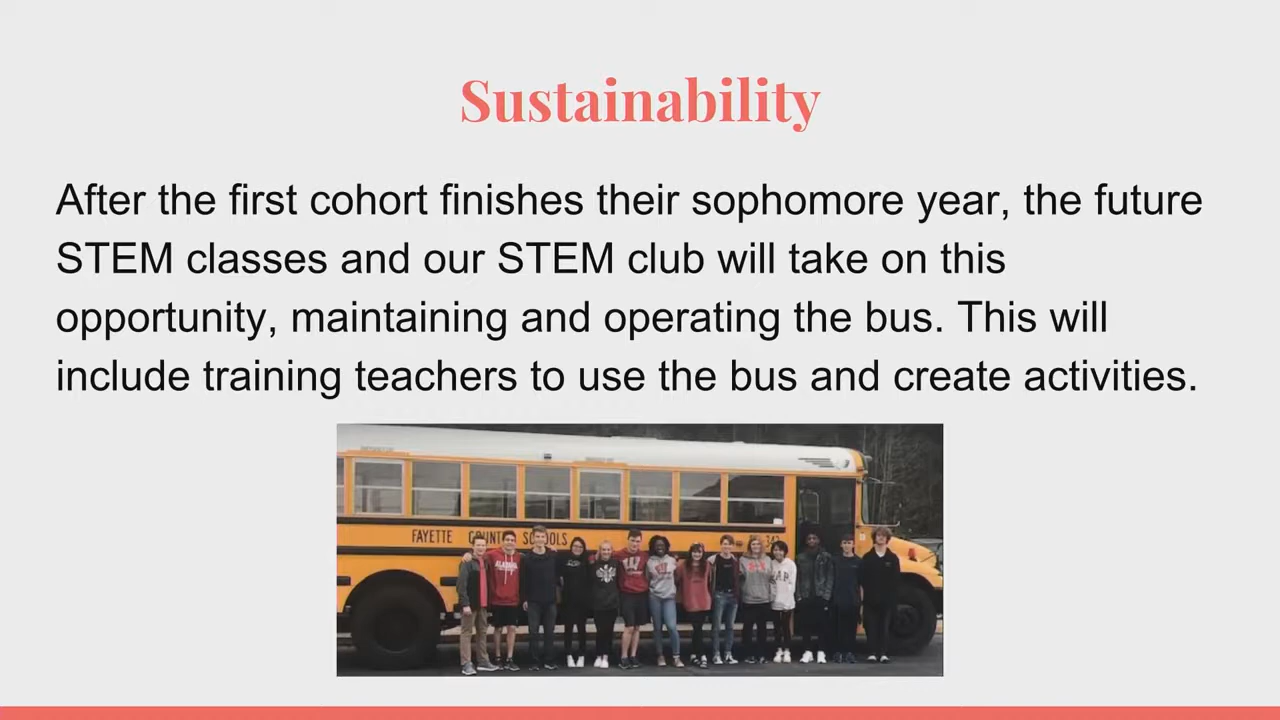 Sustainability
After the first cohort finishes their sophomore year, the future
STEM classes and our STEM club will take on this
opportunity, maintaining and operating the bus. This will
include training teachers to use the bus and create activities.
FAYETTE COUNTY SCHOOLS